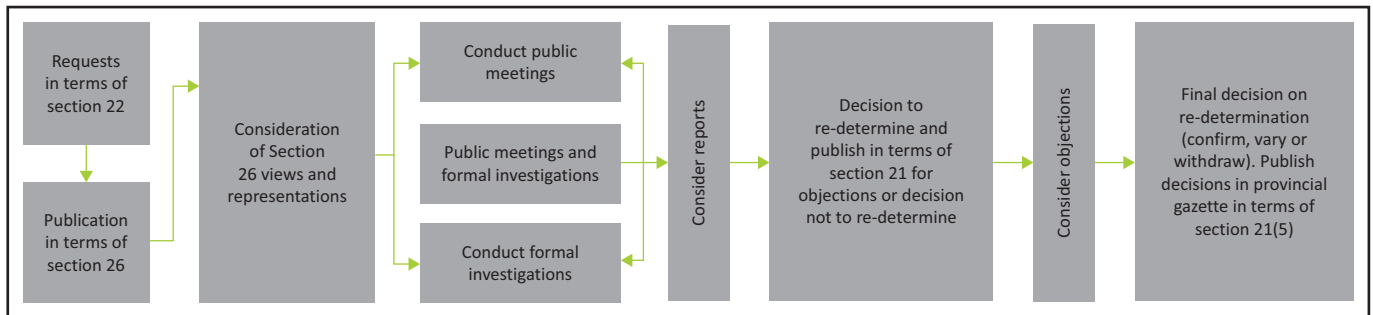 Requests
in terms of
section 22
Publication
in terms of
section 26
Consideration
of Section
26 views and
representations
Conduct public
meetings
Public meetings and
formal investigations
Conduct formal
investigations
Consider reports
Decision to
re-determine and
publish in terms of
section 21 for
objections or decision
not to re-determine
Consider objections
Final decision on
re-determination
(confirm, vary or
withdraw). Publish
decisions in provincial
gazette in terms of
section 21(5)